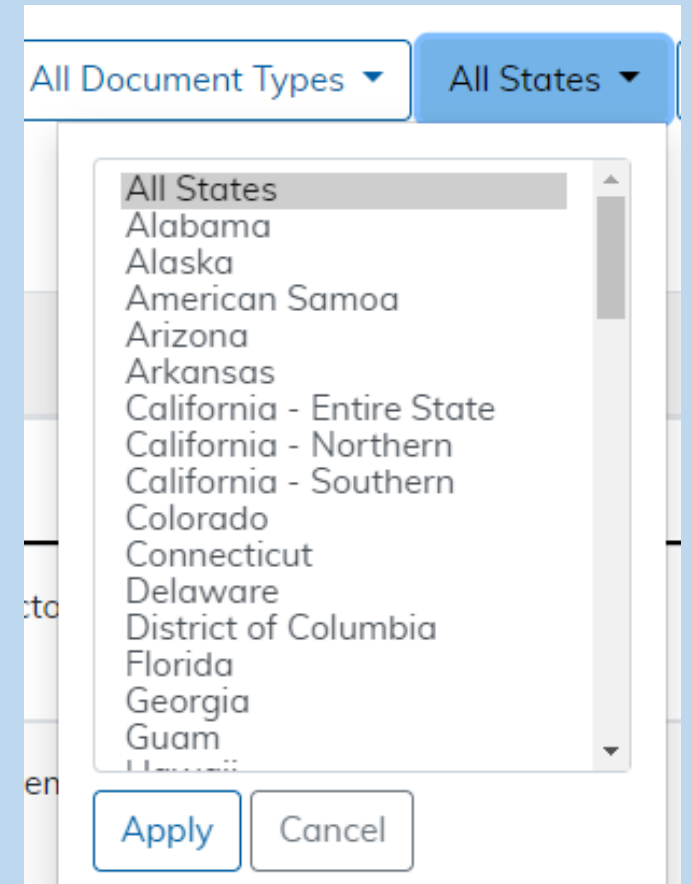 All Document Types
All States
All States
Alabama
Alaska
American Samoa
Arizona
Arkansas
California - Entire State
California - Northern
California - Southern
Colorado
Connecticut
Delaware
District of Columbia
Florida
Georgia
Guam
Hawaii
Apply
Cancel